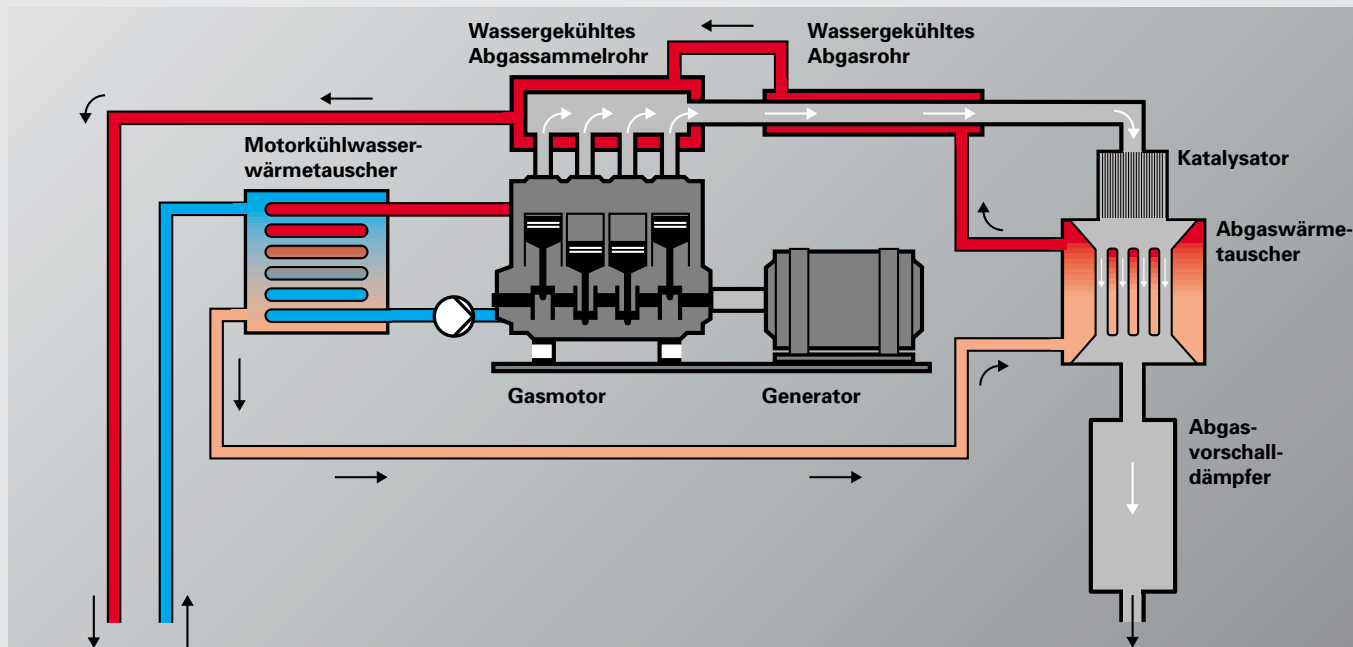 Wassergekühltes
Abgassammelrohr
Wassergekühltes
Abgasrohr
Motorkühlwasser-
wärmetauscher
Katalysator
Abgaswärme-
tauscher
Gasmotor
Generator
Abgas-
vorschall-
dämpfer